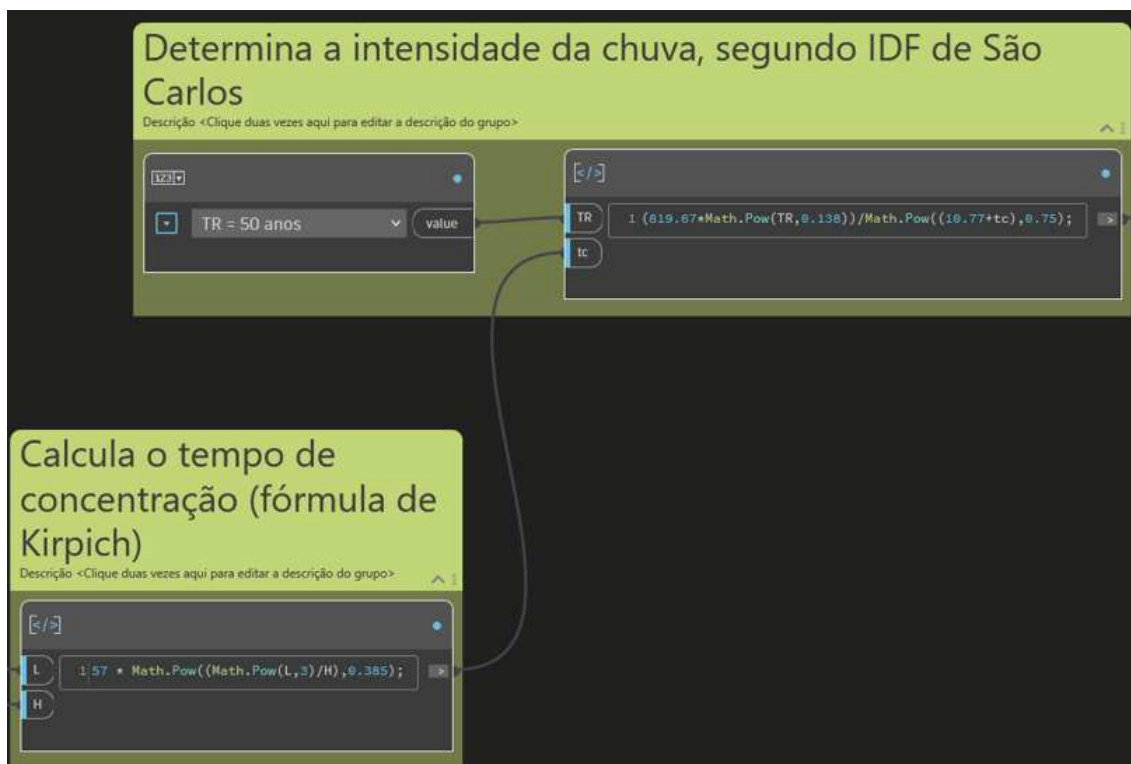 Determina a intensidade da chuva, segundo IDF de São
Carlos
Descrição <Clique duas vezes aqui para editar a descrição do grupo>
123
TR = 50 anos
value
TR
1 (819.67*Math.Pow(TR,0.138))/Math.Pow((10.77+tc),0.75);
>
tc
Calcula o tempo de
concentração (fórmula de
Kirpich)
Descrição <Clique duas vezes aqui para editar a descrição do grupo>
L
1 57 * Math.Pow((Math.Pow(L,3)/H),0.385);
>
H